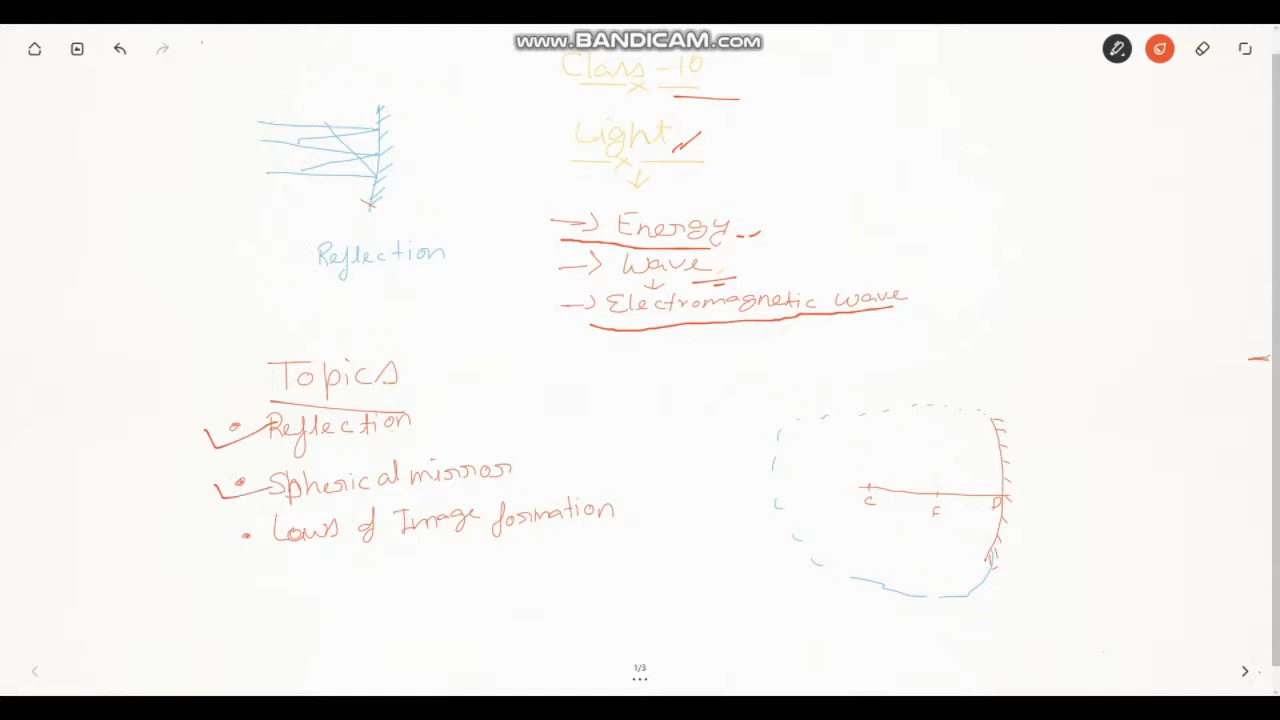 www.BANDICAM.com
Class - 10
Light
→ Energy
→ Wave
→ Electromagnetic wave
Reflection
Topics
• Reflection
• Spherical mirror
• Laws of Image formation
C F P
1/3